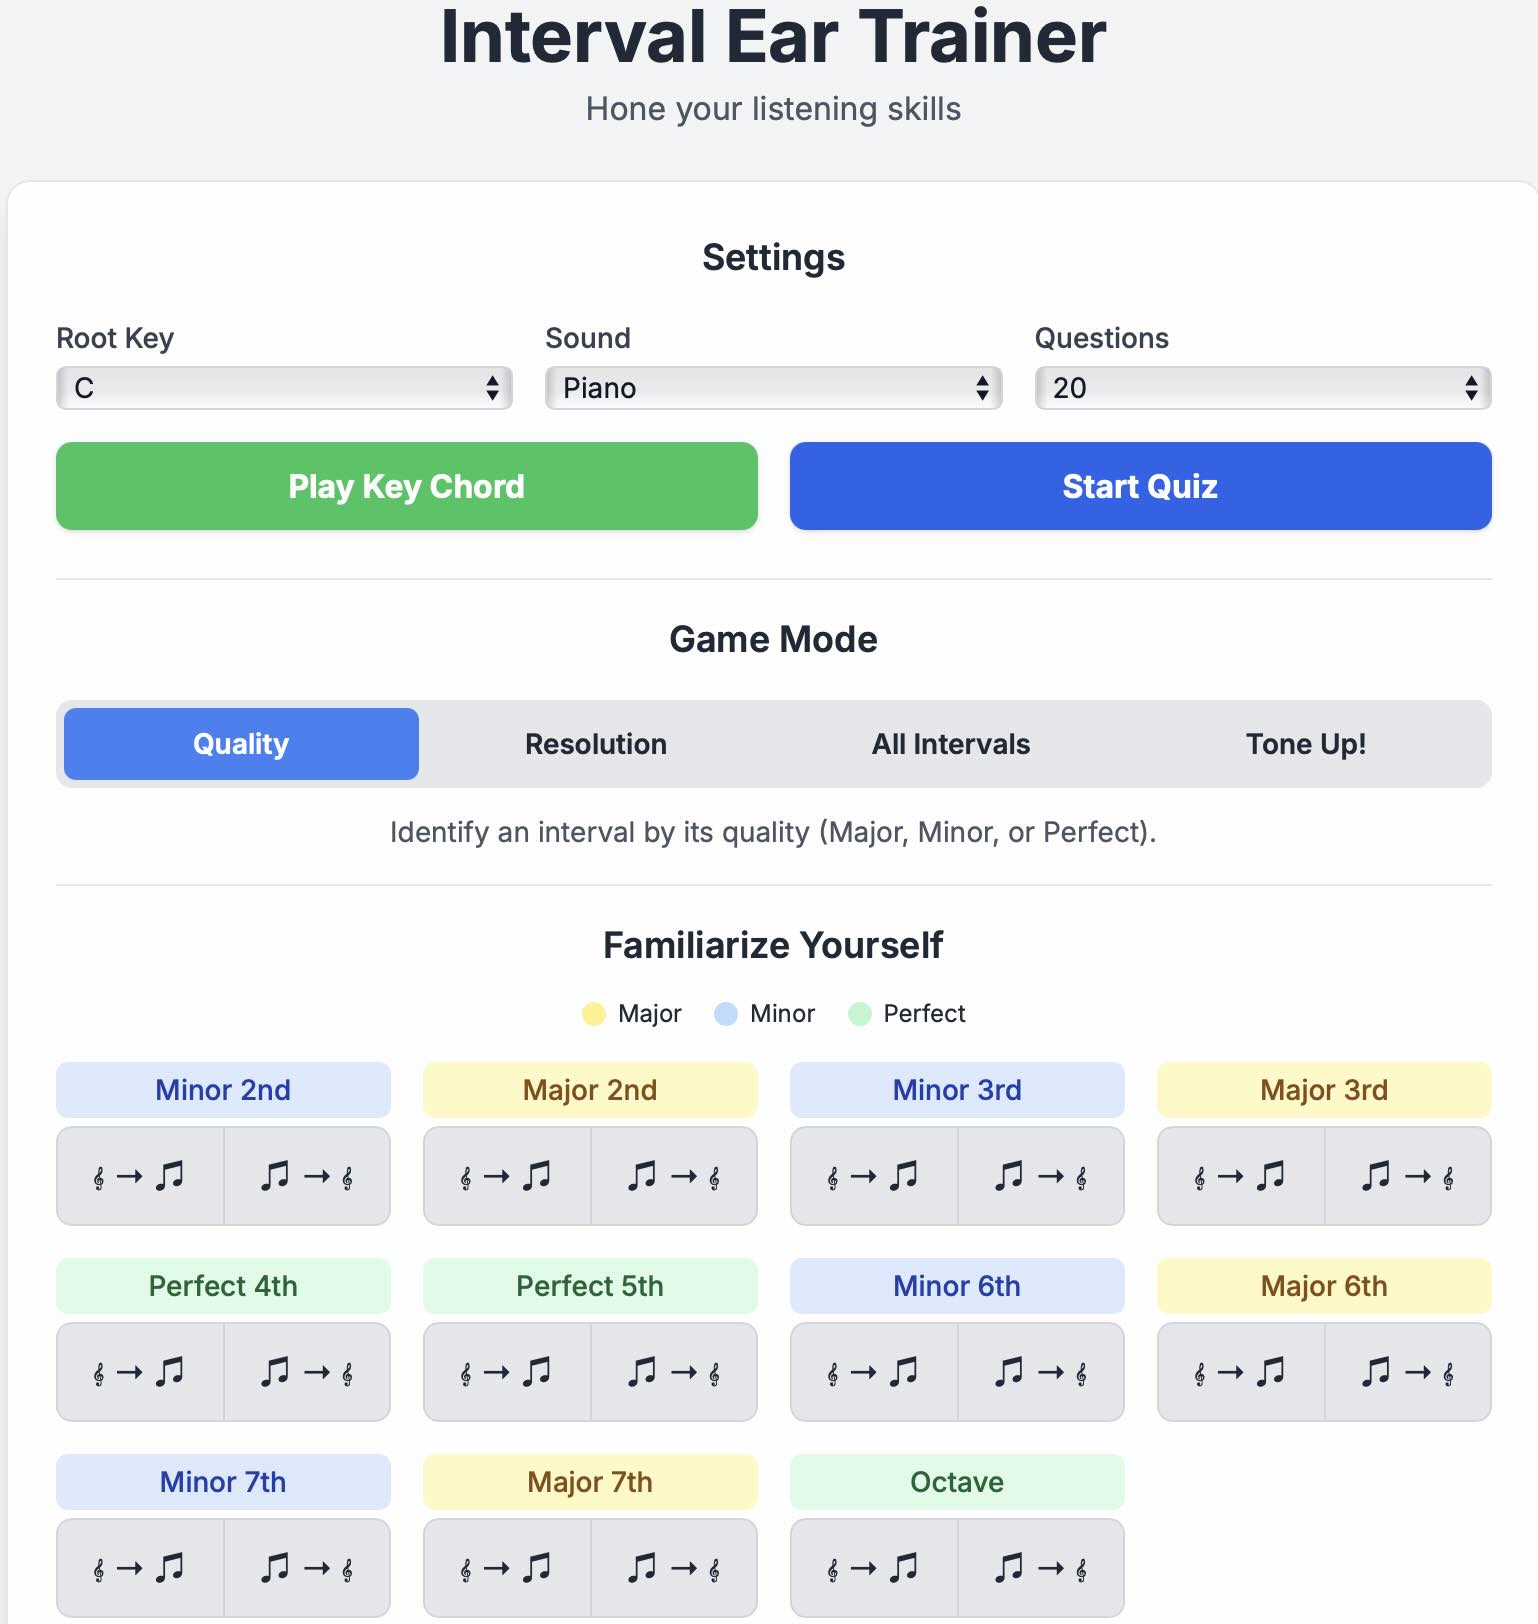 Interval Ear Trainer
Hone your listening skills
Settings
Root Key Sound Questions
C Piano 20
Play Key Chord Start Quiz
Game Mode
Quality Resolution All Intervals Tone Up!
Identify an interval by its quality (Major, Minor, or Perfect).
Familiarize Yourself
Major Minor Perfect
Minor 2nd Major 2nd Minor 3rd Major 3rd
Perfect 4th Perfect 5th Minor 6th Major 6th
Minor 7th Major 7th Octave